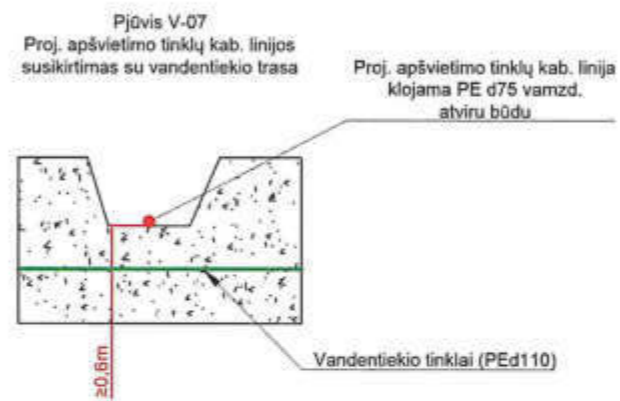 Pjūvis V-07
Proj. apšvietimo tinklų kab. linijos
susikirtimas su vandentiekio trasa
Proj. apšvietimo tinklų kab. linija
klojama PE d75 vamzd.
atviru būdu
≥0,6m
Vandentiekio tinklai (PEd110)